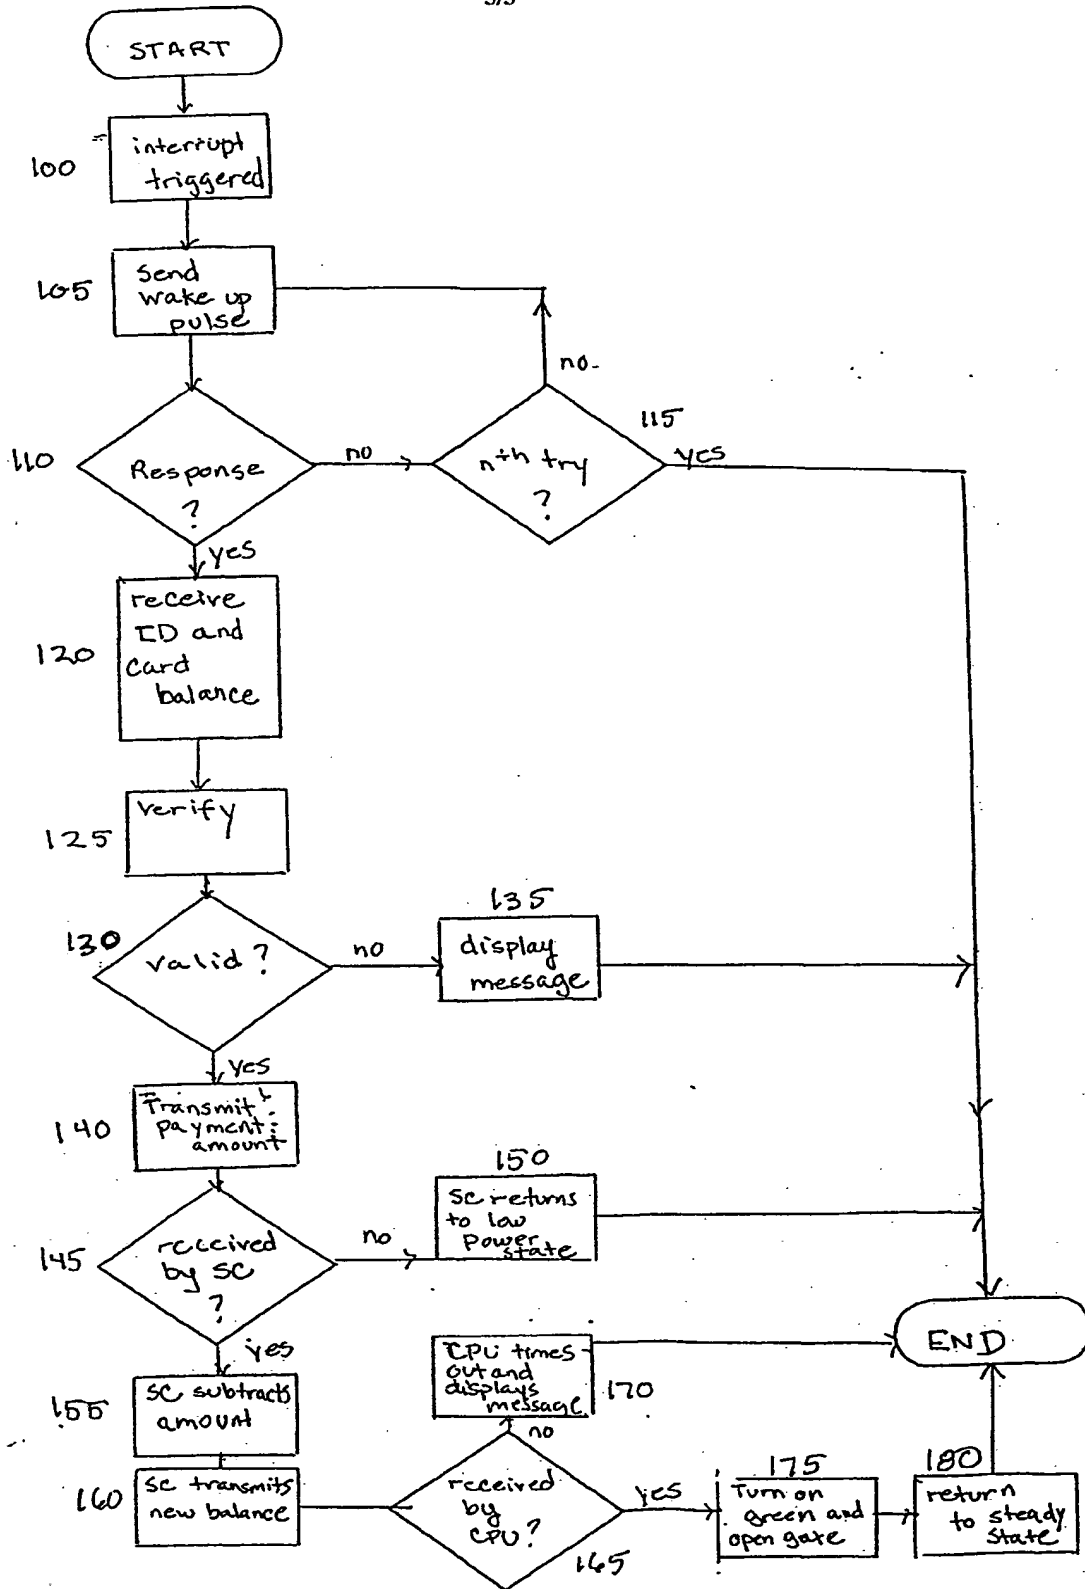 3/3
START
100
interrupt
triggered
105
send
wake up
pulse
no.
115
110
Response
?
no
nth try
?
yes
yes
120
receive
ID and
card
balance
125
verify
130
valid?
no
135
display
message
yes
140
Transmit
payment
amount
145
received
by SC
?
no
150
SC returns
to low
power
state
yes
155
SC subtracts
amount
160
SC transmits
new balance
CPU times
out and
displays
message
170
no
received
by
CPU?
165
yes
175
Turn on
green and
open gate
180
return
to steady
state
END